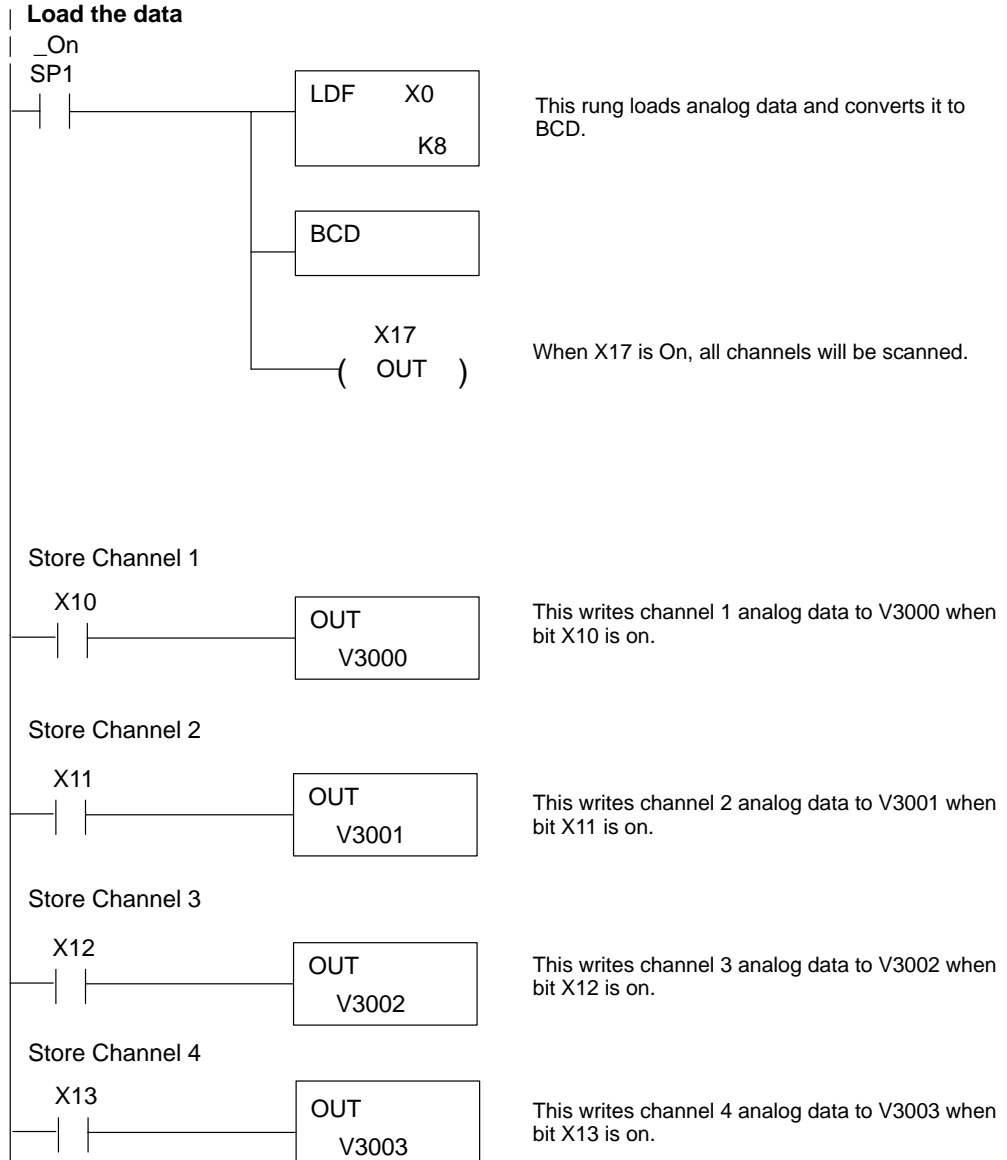 Load the data
_On
SP1
LDF X0
K8
This rung loads analog data and converts it to
BCD.
BCD
X17
( OUT )
When X17 is On, all channels will be scanned.
Store Channel 1
X10
OUT
V3000
This writes channel 1 analog data to V3000 when
bit X10 is on.
Store Channel 2
X11
OUT
V3001
This writes channel 2 analog data to V3001 when
bit X11 is on.
Store Channel 3
X12
OUT
V3002
This writes channel 3 analog data to V3002 when
bit X12 is on.
Store Channel 4
X13
OUT
V3003
This writes channel 4 analog data to V3003 when
bit X13 is on.